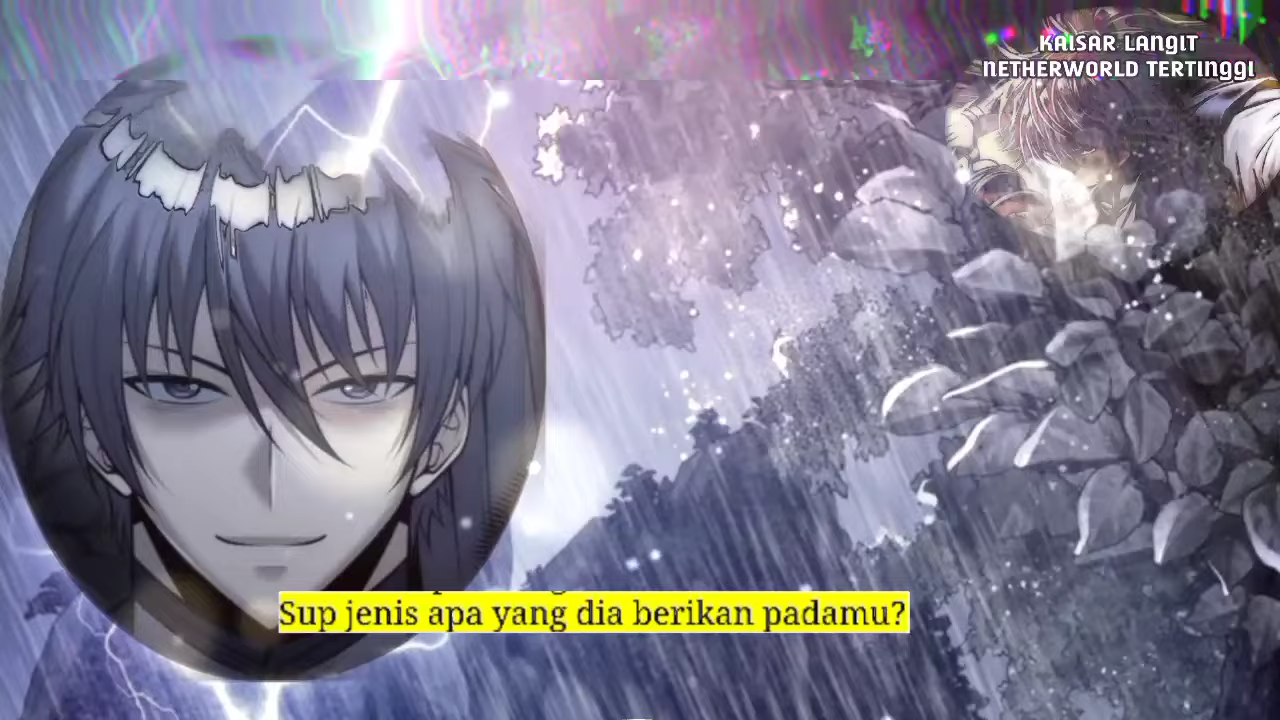 KAISAR LANGIT
NETHERWORLD TERTINGGI
Sup jenis apa yang dia berikan padamu?